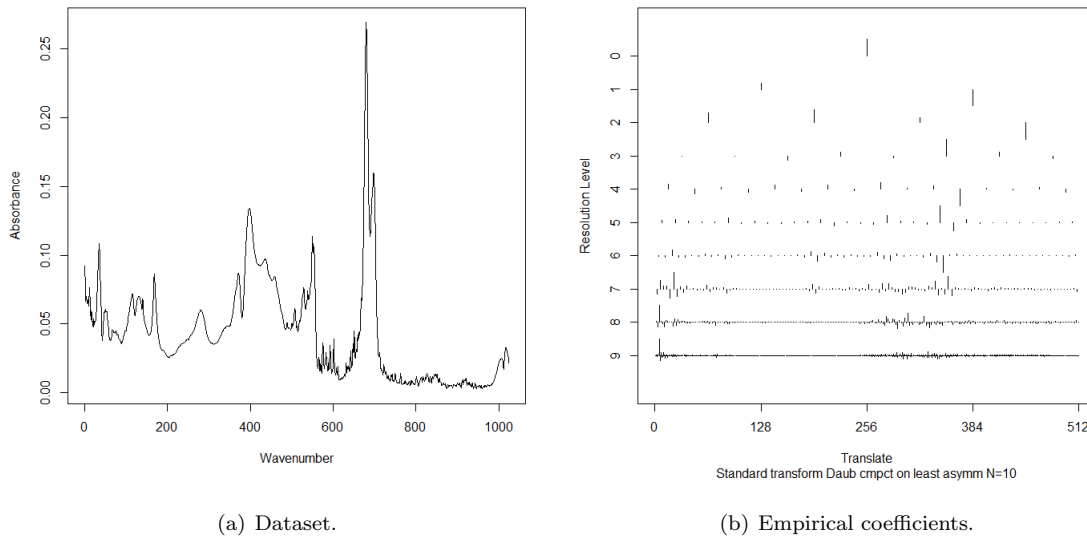 0.25
0.20
0.15
0.10
0.05
0.00
Absorbance
0 200 400 600 800 1000
Wavenumber
(a) Dataset.
0
1
2
3
4
5
6
7
8
9
Resolution Level
0 128 256 384 512
Translate
Standard transform Daub cmpct on least asymm N=10
(b) Empirical coefficients.